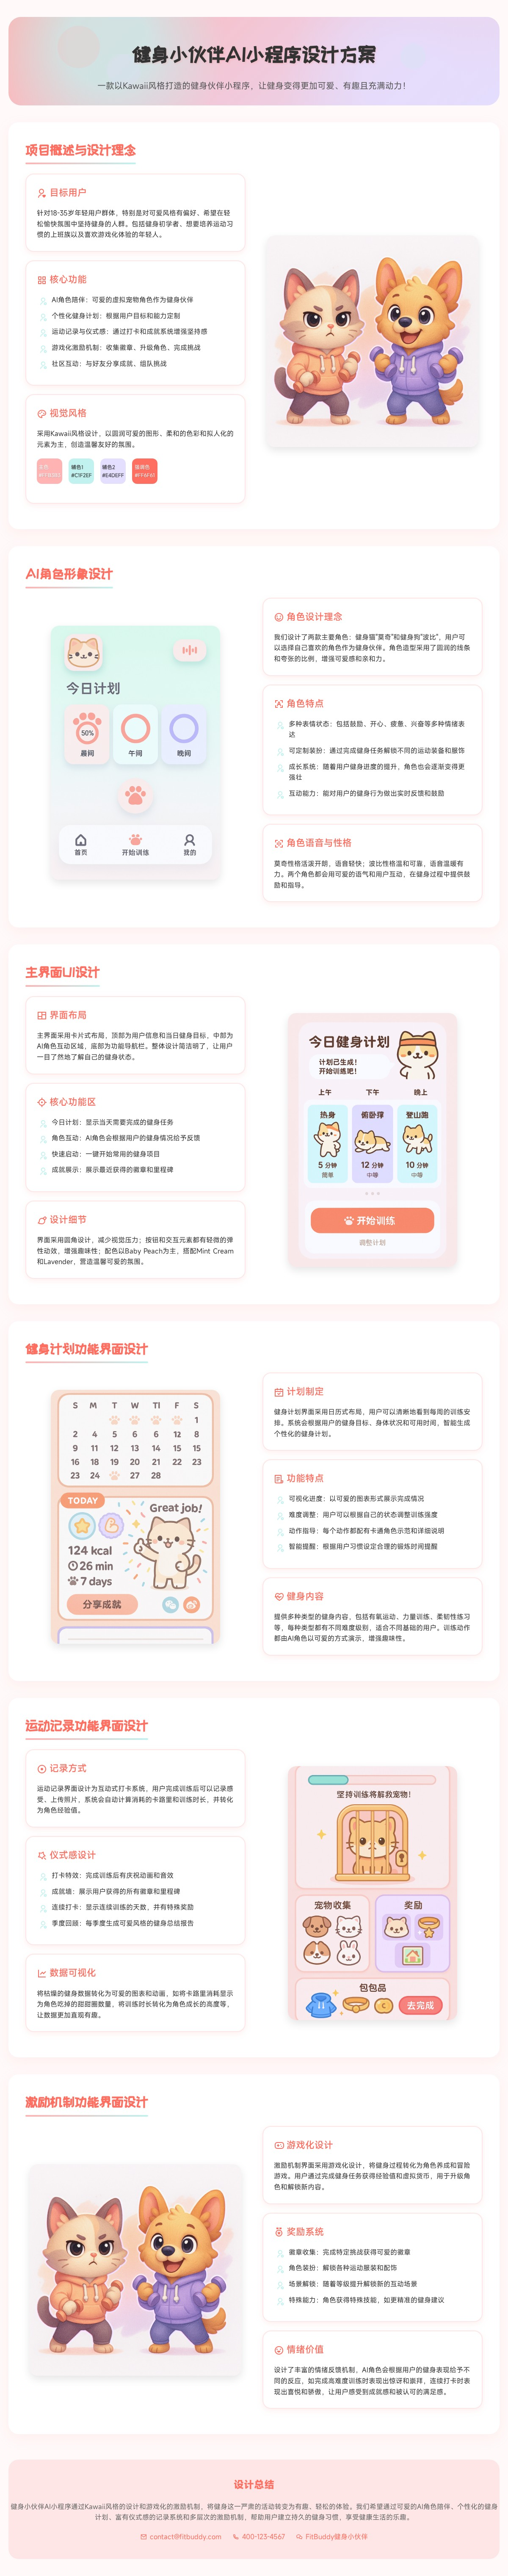 健身小伙伴AI小程序设计方案
一款以Kawaii风格打造的健身伙伴小程序，让健身变得更加可爱、有趣且充满动力！
项目概述与设计理念
目标用户
针对18-35岁年轻用户群体，特别是对可爱风格有偏好、希望在轻
松愉快氛围中坚持健身的人群。包括健身初学者、想要培养运动习
惯的上班族以及喜欢游戏化体验的年轻人。
核心功能
AI角色陪伴：可爱的虚拟宠物角色作为健身伙伴
个性化健身计划：根据用户目标和能力定制
运动记录与仪式感：通过打卡和成就系统增强坚持感
游戏化激励机制：收集徽章、升级角色、完成挑战
社区互动：与好友分享成就、组队挑战
视觉风格
采用Kawaii风格设计，以圆润可爱的图形、柔和的色彩和拟人化的
元素为主，创造温馨友好的氛围。
辅色1
#C1F2EF
辅色2
#E4DEFF
强调色
AI角色形象设计
今日计划
50%
晨间
午间
晚间
首页
开始训练
我的
角色设计理念
我们设计了两款主要角色：健身猫"莫奇"和健身狗"波比"，用户可
以选择自己喜欢的角色作为健身伙伴。角色造型采用了圆润的线条
和夸张的比例，增强可爱感和亲和力。
角色特点
多种表情状态：包括鼓励、开心、疲惫、兴奋等多种情绪表
达
可定制装扮：通过完成健身任务解锁不同的运动装备和服饰
成长系统：随着用户健身进度的提升，角色也会逐渐变得更
强壮
互动能力：能对用户的健身行为做出实时反馈和鼓励
角色语音与性格
莫奇性格活泼开朗，语音轻快；波比性格温和可靠，语音温暖有
力。两个角色都会用可爱的语气和用户互动，在健身过程中提供鼓
励和指导。
主界面UI设计
界面布局
主界面采用卡片式布局，顶部为用户信息和当日健身目标，中部为
AI角色互动区域，底部为功能导航栏。整体设计简洁明了，让用户
一目了然地了解自己的健身状态。
核心功能区
今日计划：显示当天需要完成的健身任务
角色互动：AI角色会根据用户的健身情况给予反馈
快速启动：一键开始常用的健身项目
成就展示：展示最近获得的徽章和里程碑
设计细节
界面采用圆角设计，减少视觉压力；按钮和交互元素都有轻微的弹
性动效，增强趣味性；配色以Baby Peach为主，搭配Mint Cream
和Lavender，营造温馨可爱的氛围。
今日健身计划
计划已生成！
开始训练吧！
上午
下午
晚上
热身
俯卧撑
登山跑
5 分钟
12 分钟
10 分钟
简单
中等
中等
开始训练
调整计划
健身计划功能界面设计
S M T W TI F S
1
2 4 5 6 6 12 8
9 11 12 13 14 15 15
16 18 19 20 21 22 23
23 24 27 28
TODAY
Great job!
124 kcal
26 min
7 days
分享成就
计划制定
健身计划界面采用日历式布局，用户可以清晰地看到每周的训练安
排。系统会根据用户的健身目标、身体状况和可用时间，智能生成
个性化的健身计划。
功能特点
可视化进度：以可爱的图表形式展示完成情况
难度调整：用户可以根据自己的状态调整训练强度
动作指导：每个动作都配有卡通角色示范和详细说明
智能提醒：根据用户习惯设定合理的锻炼时间提醒
健身内容
提供多种类型的健身内容，包括有氧运动、力量训练、柔韧性练习
等，每种类型都有不同难度级别，适合不同基础的用户。训练动作
都由AI角色以可爱的方式演示，增强趣味性。
运动记录功能界面设计
记录方式
运动记录界面设计为互动式打卡系统，用户完成训练后可以记录感
受、上传照片，系统会自动计算消耗的卡路里和训练时长，并转化
为角色经验值。
仪式感设计
打卡特效：完成训练后有庆祝动画和音效
成就墙：展示用户获得的所有徽章和里程碑
连续打卡：显示连续训练的天数，并有特殊奖励
季度回顾：每季度生成可爱风格的健身总结报告
数据可视化
将枯燥的健身数据转化为可爱的图表和动画，如将卡路里消耗显示
为角色吃掉的甜甜圈数量，将训练时长转化为角色成长的高度等，
让数据更加直观有趣。
坚持训练将解救宠物！
宠物收集
奖励
包包品
去完成
激励机制功能界面设计
游戏化设计
激励机制界面采用游戏化设计，将健身过程转化为角色养成和冒险
游戏。用户通过完成健身任务获得经验值和虚拟货币，用于升级角
色和解锁新内容。
奖励系统
徽章收集：完成特定挑战获得可爱的徽章
角色装扮：解锁各种运动服装和配饰
场景解锁：随着等级提升解锁新的互动场景
特殊能力：角色获得特殊技能，如更精准的健身建议
情绪价值
设计了丰富的情绪反馈机制，AI角色会根据用户的健身表现给予不
同的反应，如完成高难度训练时表现出惊讶和崇拜，连续打卡时表
现出喜悦和骄傲，让用户感受到成就感和被认可的满足感。
设计总结
健身小伙伴AI小程序通过Kawaii风格的设计和游戏化的激励机制，将健身这一严肃的活动转变为有趣、轻松的体验。我们希望通过可爱的AI角色陪伴、个性化的健身
计划、富有仪式感的记录系统和多层次的激励机制，帮助用户建立持久的健身习惯，享受健康生活的乐趣。
contact@fitbuddy.com
400-123-4567
FitBuddy健身小伙伴